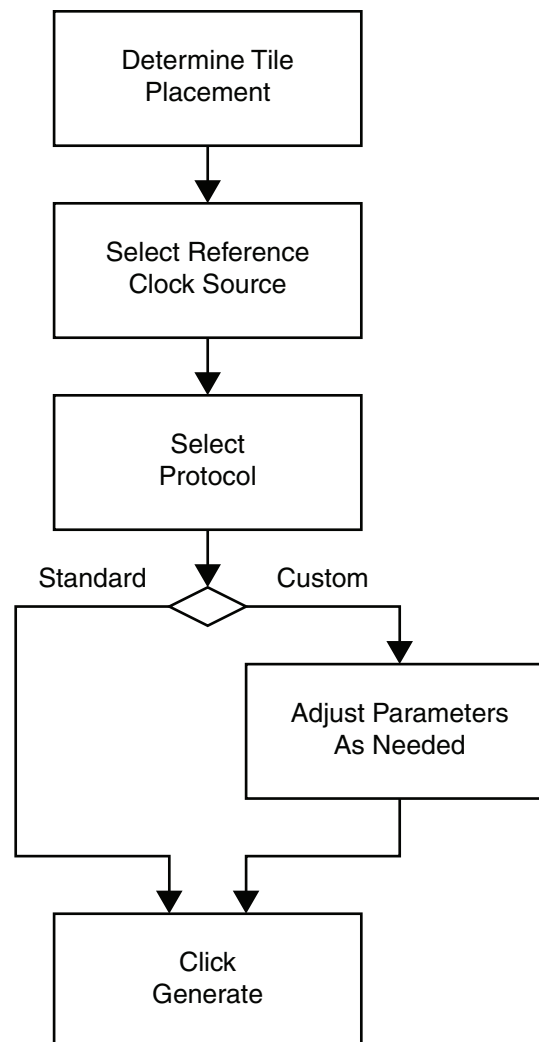 Determine Tile
Placement
Select Reference
Clock Source
Select
Protocol
Standard
Custom
Adjust Parameters
As Needed
Click
Generate